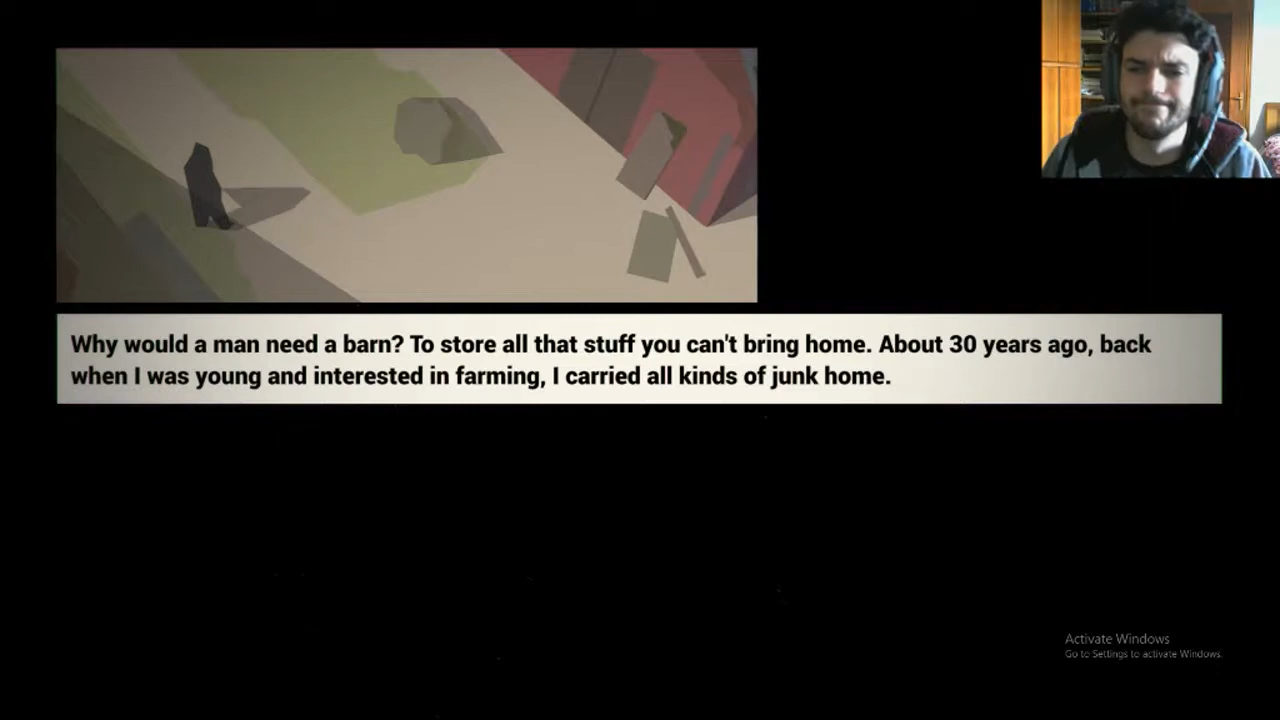 Why would a man need a barn? To store all that stuff you can't bring home. About 30 years ago, back
when I was young and interested in farming, I carried all kinds of junk home.
Activate Windows
Go to Settings to activate Windows.